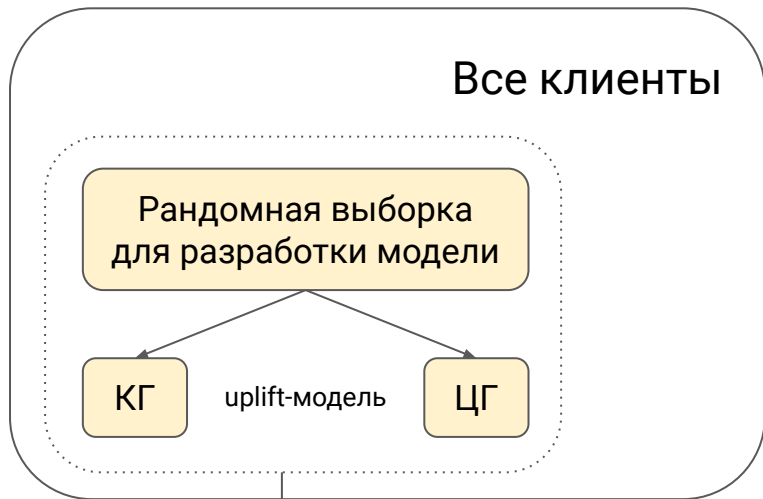 Все клиенты
Рандомная выборка
для разработки модели
КГ
uplift-модель
ЦГ